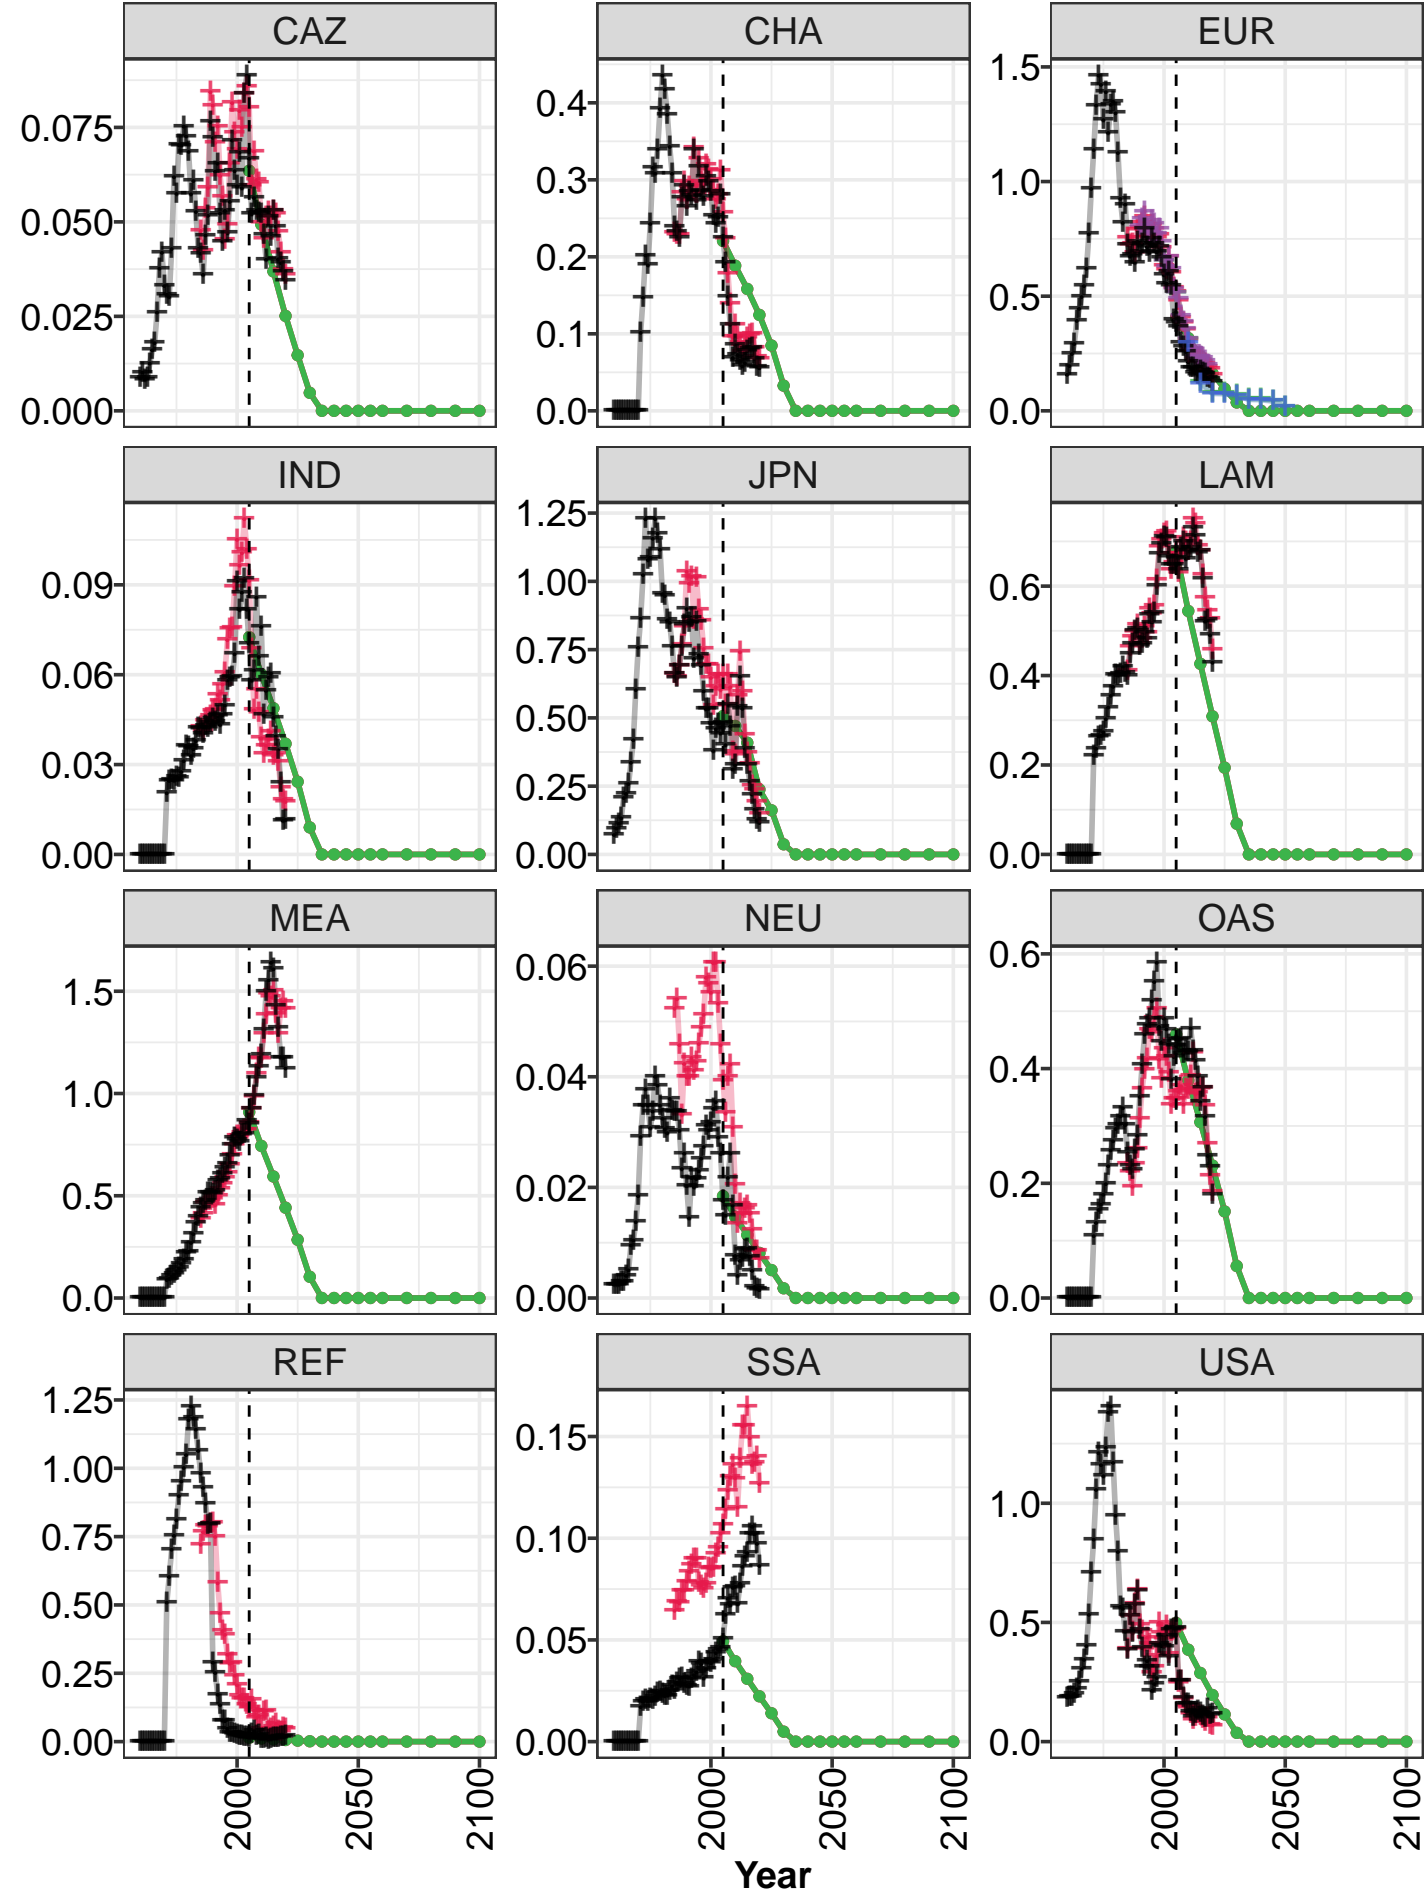 CAZ CHA EUR
0.075 0.4 1.5
0.050 0.3 1.0
0.025 0.2 0.5
0.000 0.1 0.0
0.0
IND JPN LAM
0.09 1.25 0.6
0.06 1.00 0.4
0.03 0.75 0.2
0.00 0.50 0.0
0.25
0.00
MEA NEU OAS
1.5 0.06 0.6
1.0 0.04 0.4
0.5 0.02 0.2
0.0 0.00 0.0
REF SSA USA
1.25 0.15 1.0
1.00 0.10 0.5
0.75 0.05 0.0
0.50 0.00
0.25
0.00
2000 2050 2100 2000 2050 2100 2000 2050 2100
Year